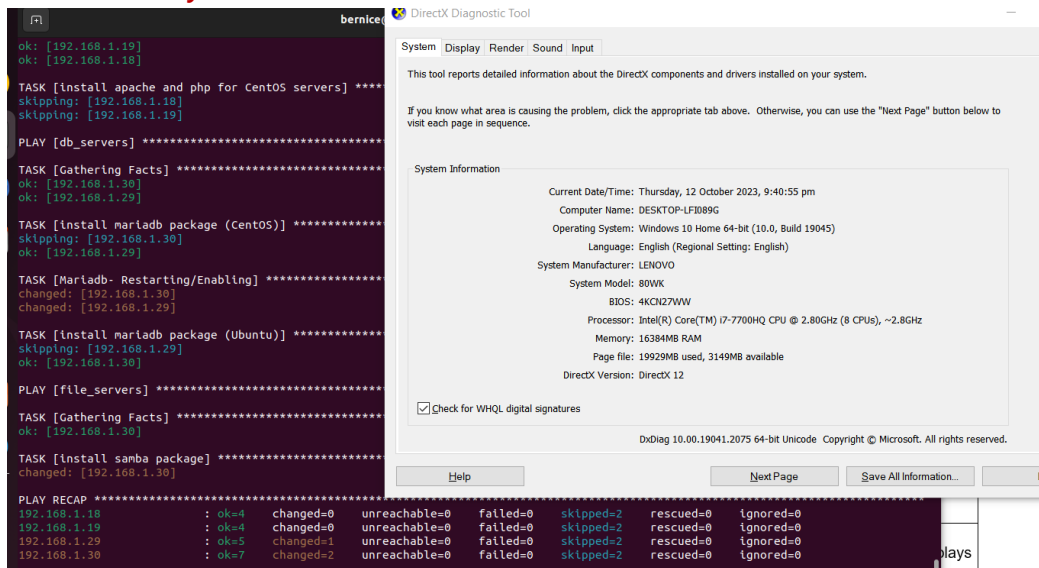 bernice
ok: [192.168.1.19]
ok: [192.168.1.18]
TASK [install apache and php for CentOS servers] ****
skipping: [192.168.1.18]
skipping: [192.168.1.19]
PLAY [db_servers] ***********************************
TASK [Gathering Facts] ******************************
ok: [192.168.1.30]
ok: [192.168.1.29]
TASK [install mariadb package (CentOS)] *************
skipping: [192.168.1.30]
ok: [192.168.1.29]
TASK [Mariadb- Restarting/Enabling] *****************
changed: [192.168.1.30]
changed: [192.168.1.29]
TASK [install mariadb package (Ubuntu)] *************
skipping: [192.168.1.29]
ok: [192.168.1.30]
PLAY [file_servers] *********************************
TASK [Gathering Facts] ******************************
ok: [192.168.1.30]
TASK [install samba package] ************************
changed: [192.168.1.30]
PLAY RECAP **************************************************************************************************************************
192.168.1.18 : ok=4 changed=0 unreachable=0 failed=0 skipped=2 rescued=0 ignored=0
192.168.1.19 : ok=4 changed=0 unreachable=0 failed=0 skipped=2 rescued=0 ignored=0
192.168.1.29 : ok=5 changed=1 unreachable=0 failed=0 skipped=2 rescued=0 ignored=0
192.168.1.30 : ok=7 changed=2 unreachable=0 failed=0 skipped=2 rescued=0 ignored=0
DirectX Diagnostic Tool
System Display Render Sound Input
This tool reports detailed information about the DirectX components and drivers installed on your system.
If you know what area is causing the problem, click the appropriate tab above. Otherwise, you can use the "Next Page" button below to
visit each page in sequence.
System Information
Current Date/Time: Thursday, 12 October 2023, 9:40:55 pm
Computer Name: DESKTOP-LFI089G
Operating System: Windows 10 Home 64-bit (10.0, Build 19045)
Language: English (Regional Setting: English)
System Manufacturer: LENOVO
System Model: 80WK
BIOS: 4KCN27WW
Processor: Intel(R) Core(TM) i7-7700HQ CPU @ 2.80GHz (8 CPUs), ~2.8GHz
Memory: 16384MB RAM
Page file: 19929MB used, 3149MB available
DirectX Version: DirectX 12
Check for WHQL digital signatures
DxDiag 10.00.19041.2075 64-bit Unicode Copyright © Microsoft. All rights reserved.
Help Next Page Save All Information...
plays